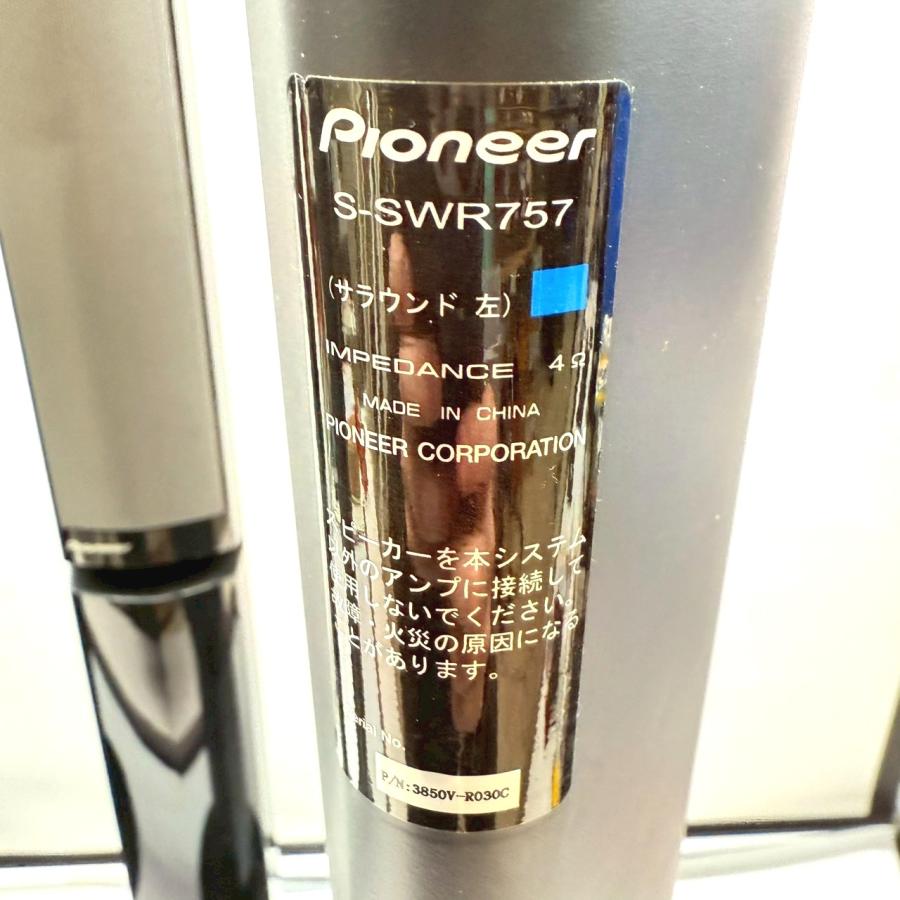 Pioneer
S-SWR757
(サラウンド 左)
IMPEDANCE 4Ω
MADE IN CHINA
PIONEER CORPORATION
スピーカーを本システム
以外のアンプに接続して
使用しないでください。
故障、火災の原因になる
ことがあります。
Serial No.
P/N:3850V-R030C